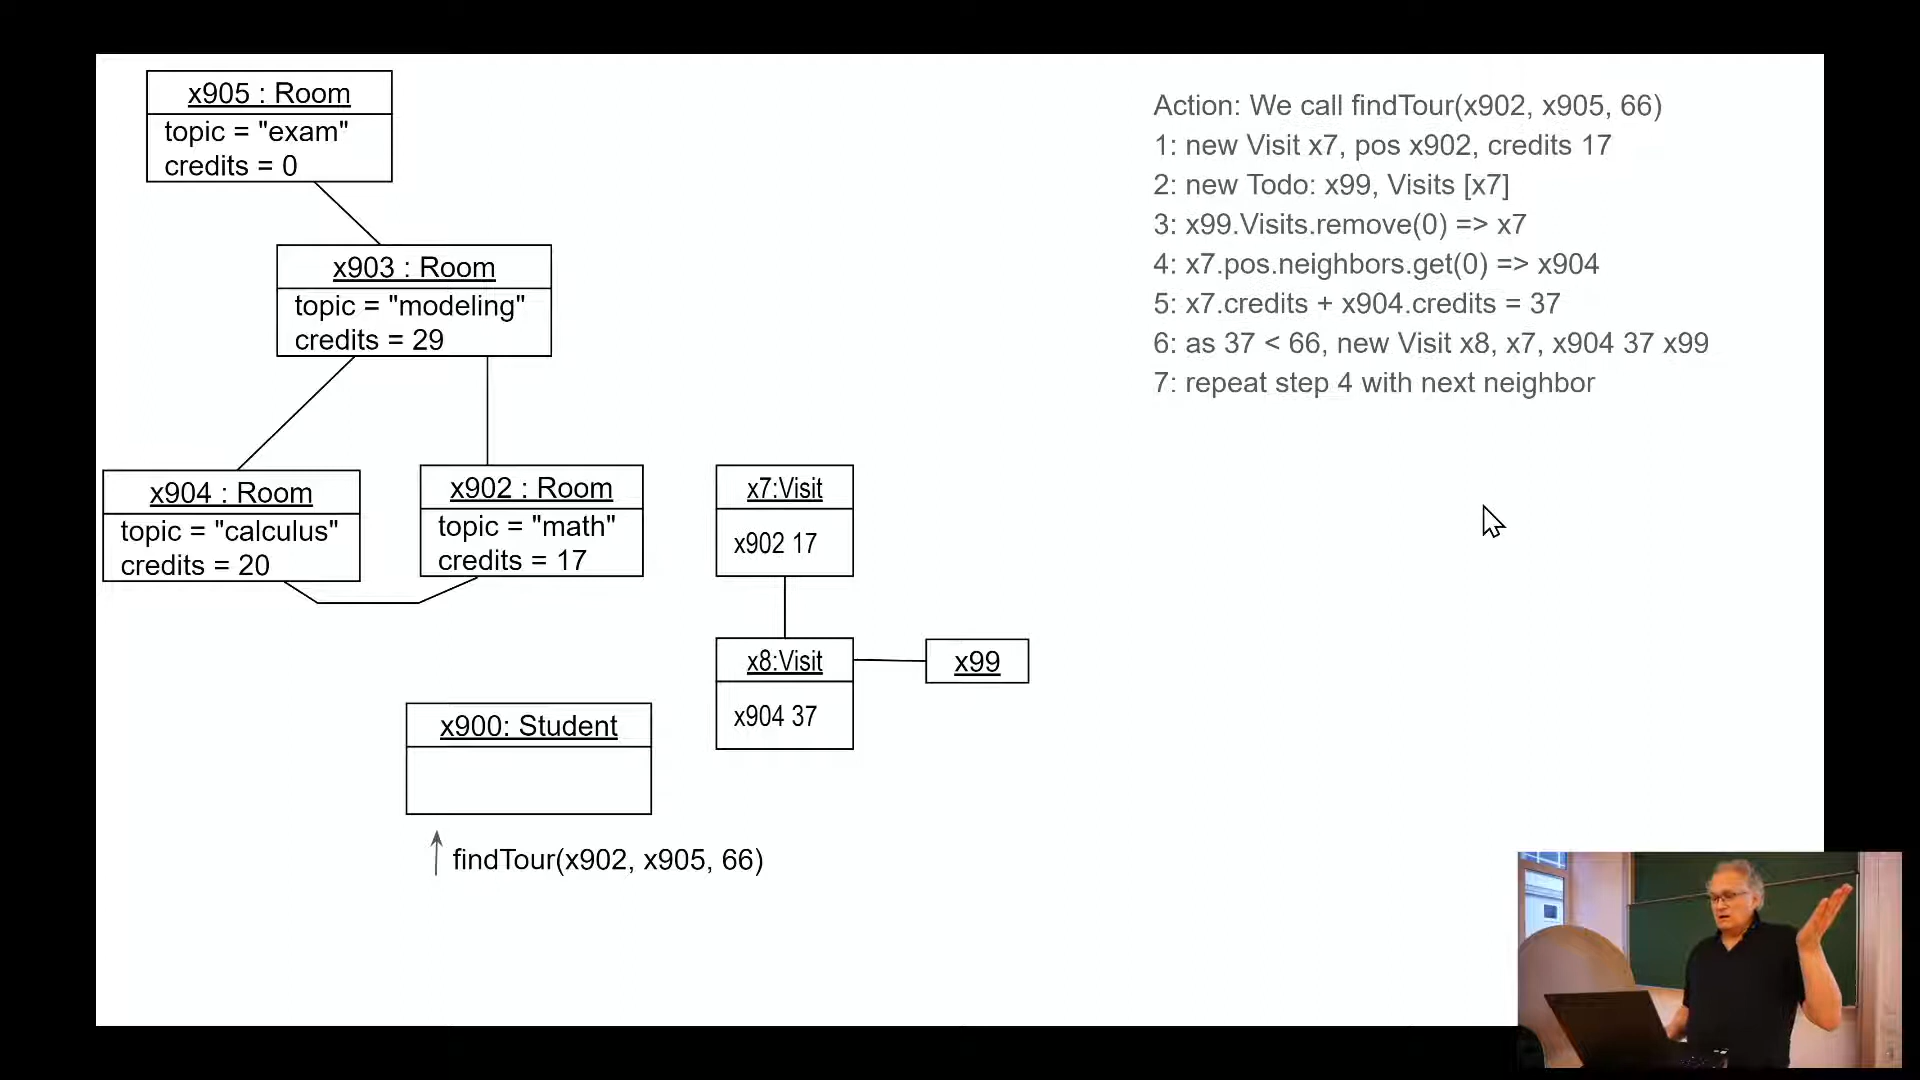 x905 : Room
topic = "exam"
credits = 0
x903 : Room
topic = "modeling"
credits = 29
x904 : Room
topic = "calculus"
credits = 20
x902 : Room
topic = "math"
credits = 17
x7:Visit
x902 17
x8:Visit
x904 37
x99
x900: Student
findTour(x902, x905, 66)
Action: We call findTour(x902, x905, 66)
1: new Visit x7, pos x902, credits 17
2: new Todo: x99, Visits [x7]
3: x99.Visits.remove(0) => x7
4: x7.pos.neighbors.get(0) => x904
5: x7.credits + x904.credits = 37
6: as 37 < 66, new Visit x8, x7, x904 37 x99
7: repeat step 4 with next neighbor